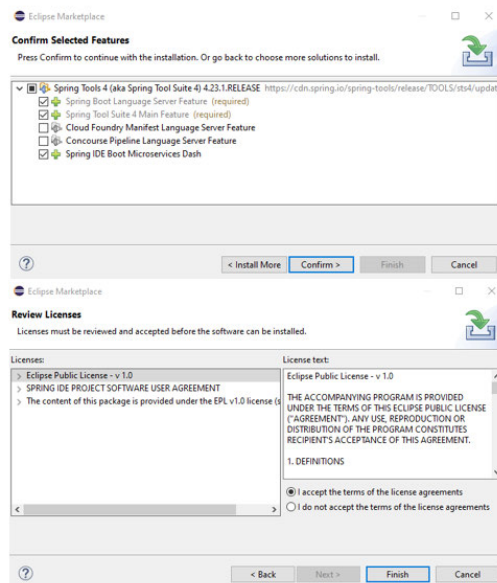 Eclipse Marketplace
Confirm Selected Features
Press Confirm to continue with the installation. Or go back to choose more solutions to install.
Spring Tools 4 (aka Spring Tool Suite 4) 4.23.1.RELEASE https://cdn.spring.io/spring-tools/release/TOOLS/sts4/updat
Spring Boot Language Server Feature (required)
Spring Tool Suite 4 Main Feature (required)
Cloud Foundry Manifest Language Server Feature
Concourse Pipeline Language Server Feature
Spring IDE Boot Microservices Dash
< Install More Confirm > Finish Cancel
Eclipse Marketplace
Review Licenses
Licenses must be reviewed and accepted before the software can be installed.
Licenses: License text:
Eclipse Public License - v 1.0
SPRING IDE PROJECT SOFTWARE USER AGREEMENT
The content of this package is provided under the EPL v1.0 license (s
Eclipse Public License - v 1.0
THE ACCOMPANYING PROGRAM IS PROVIDED
UNDER THE TERMS OF THIS ECLIPSE PUBLIC LICENSE
("AGREEMENT"). ANY USE, REPRODUCTION OR
DISTRIBUTION OF THE PROGRAM CONSTITUTES
RECIPIENT'S ACCEPTANCE OF THIS AGREEMENT.
1. DEFINITIONS
I accept the terms of the license agreements
I do not accept the terms of the license agreements
< Back Next > Finish Cancel